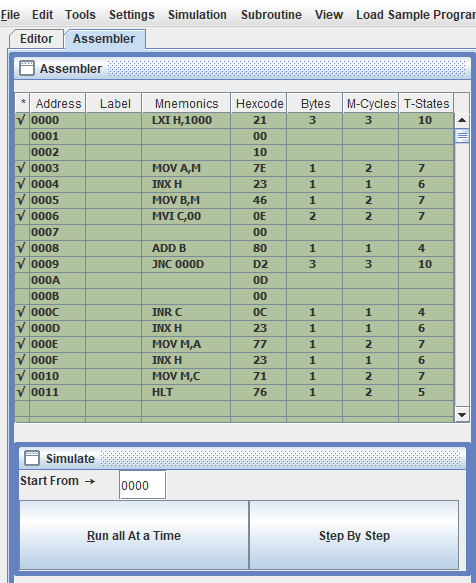 File Edit Tools Settings Simulation Subroutine View Load Sample Program
Editor Assembler
Assembler
* Address Label Mnemonics Hexcode Bytes M-Cycles T-States
√ 0000 LXI H,1000 21 3 3 10
0001 00
0002 10
√ 0003 MOV A,M 7E 1 2 7
√ 0004 INX H 23 1 1 6
√ 0005 MOV B,M 46 1 2 7
√ 0006 MVI C,00 0E 2 2 7
0007 00
√ 0008 ADD B 80 1 1 4
√ 0009 JNC 000D D2 3 3 10
000A 0D
000B 00
√ 000C INR C 0C 1 1 4
√ 000D INX H 23 1 1 6
√ 000E MOV M,A 77 1 2 7
√ 000F INX H 23 1 1 6
√ 0010 MOV M,C 71 1 2 7
√ 0011 HLT 76 1 2 5
Simulate
Start From → 0000
Run all At a Time Step By Step